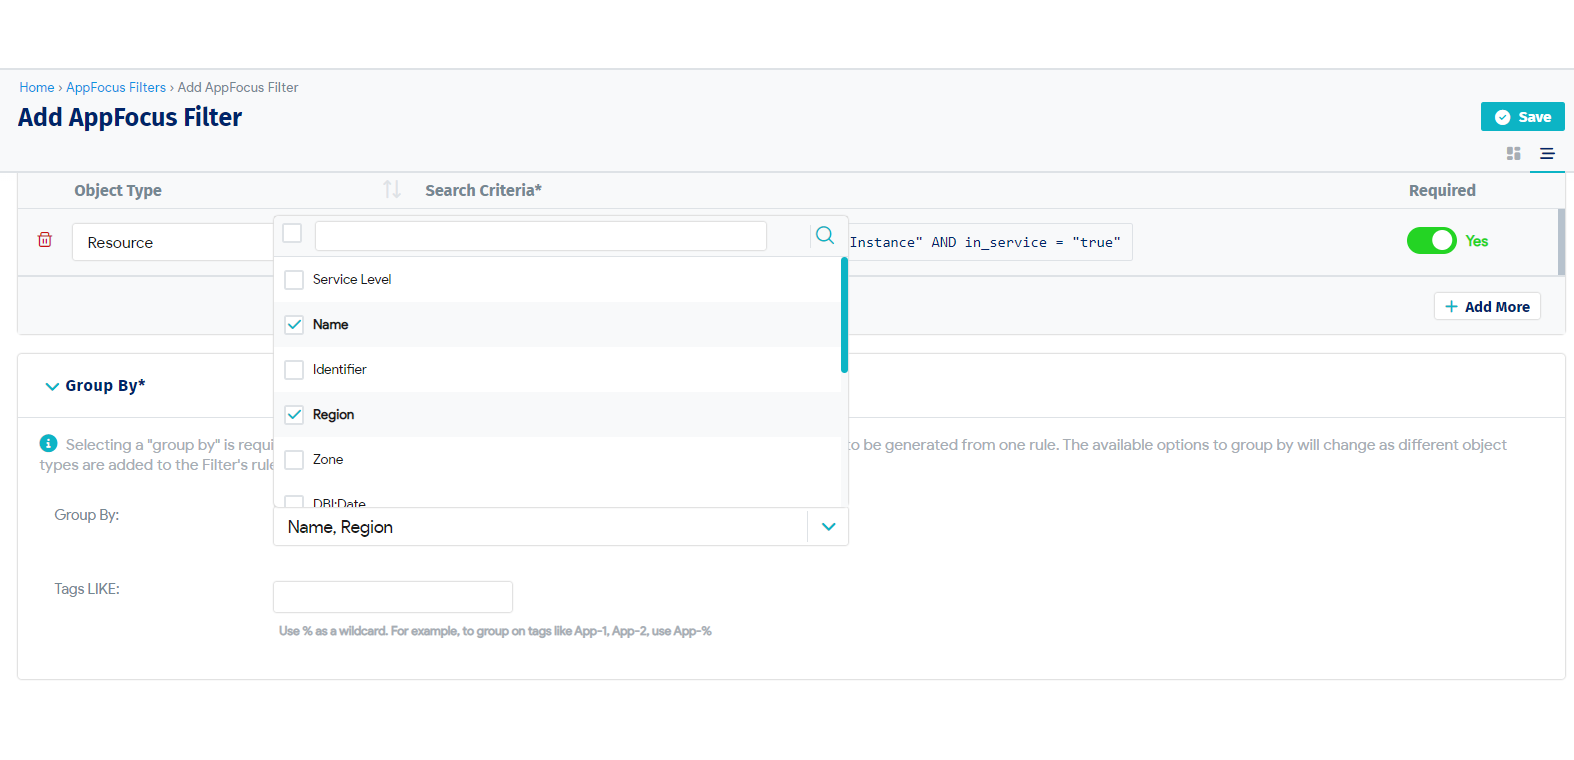 Home › AppFocus Filters › Add AppFocus Filter
Add AppFocus Filter
Save
Object Type
Search Criteria*
Required
Resource
Instance" AND in_service = "true"
Yes
Service Level
Name
Identifier
Region
Zone
DBI:Date
Add More
Group By*
Selecting a "group by" is requi
to be generated from one rule. The available options to group by will change as different object
types are added to the Filter's rule
Group By:
Name, Region
Tags LIKE:
Use % as a wildcard. For example, to group on tags like App-1, App-2, use App-%